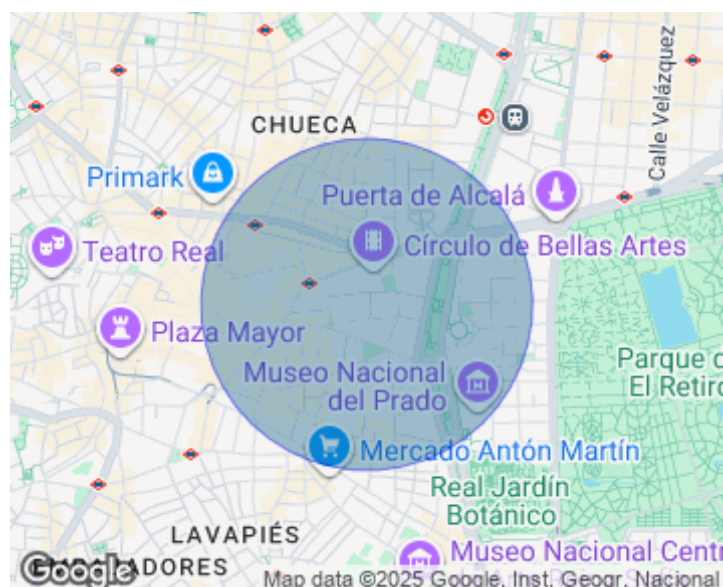 CHUECA
Calle Velázquez
Primark
Puerta de Alcalá
Teatro Real
Círculo de Bellas Artes
Plaza Mayor
Museo Nacional
del Prado
Parque d
El Retiro
Mercado Antón Martín
Real Jardín
Botánico
LAVAPIÉS
Museo Nacional Centr
Google
Map data ©2025 Google, Inst. Geogr. Nacional